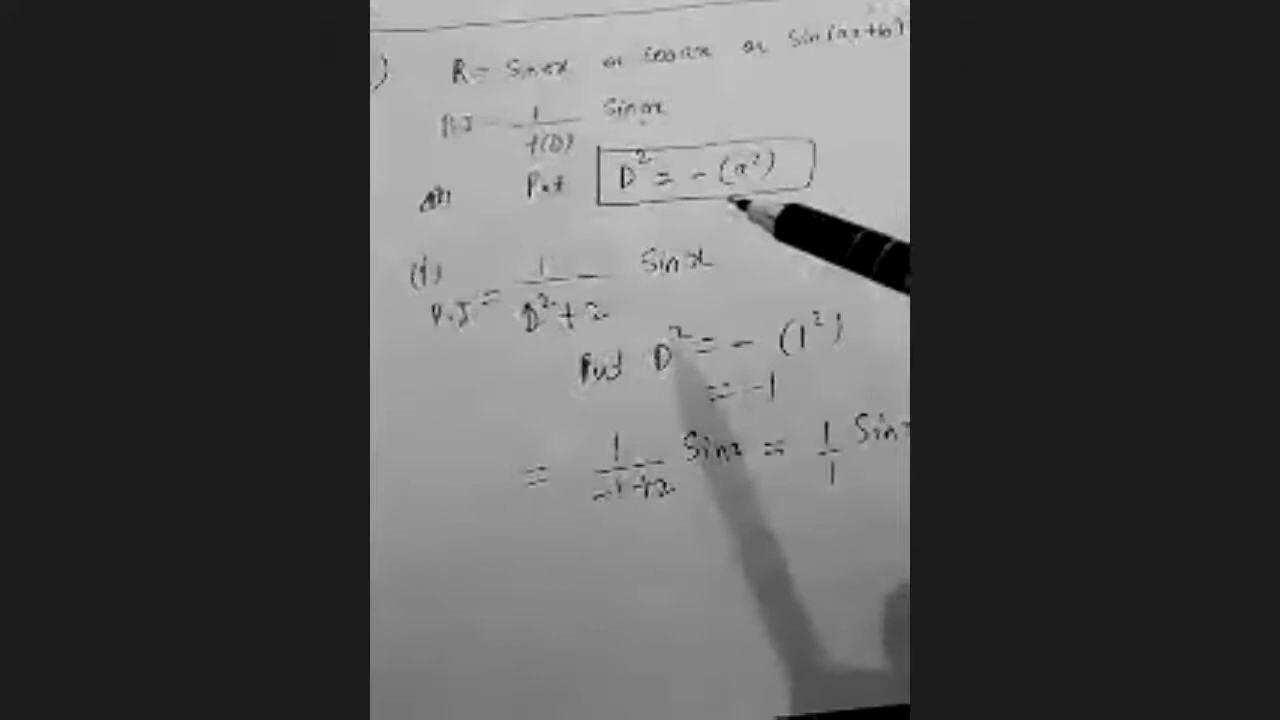 ) R = Sin ax or cos ax or Sin(ax+b)
P.I = 1/f(D) Sin ax
Put D² = - (a²)
(1) P.I = 1/(D²+2) Sin x
Put D² = - (1²)
= -1
= 1/(-1+2) Sin x = 1/1 Sin x